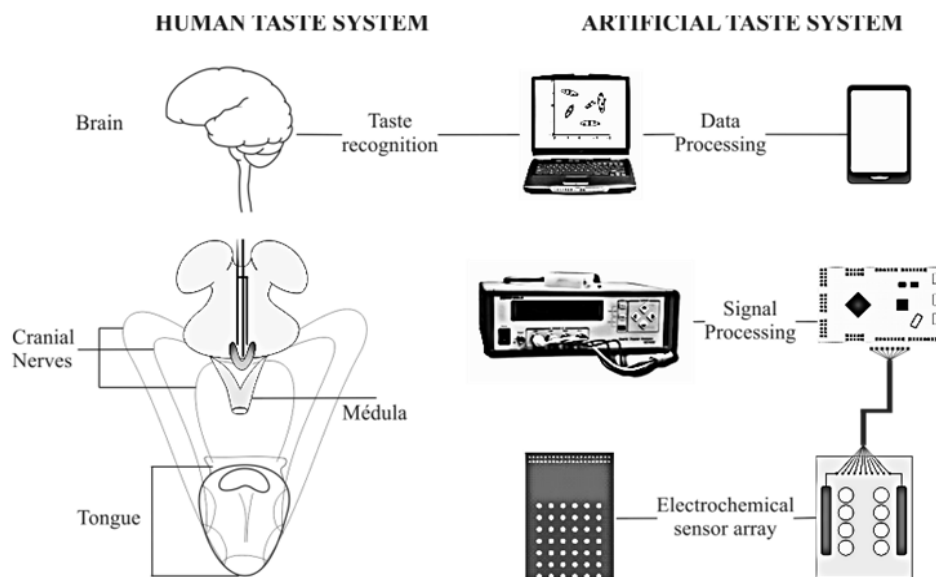 HUMAN TASTE SYSTEM
ARTIFICIAL TASTE SYSTEM
Brain
Taste
recognition
Data
Processing
Cranial
Nerves
Médula
Signal
Processing
Tongue
Electrochemical
sensor array